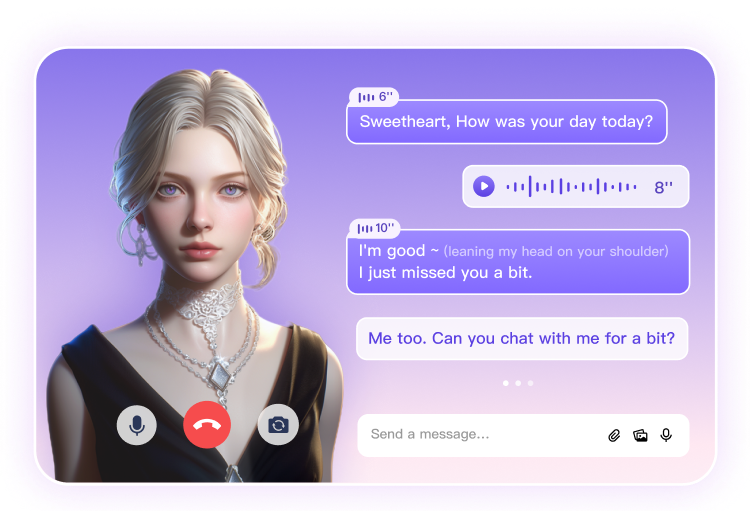 6''
Sweetheart, How was your day today?
8''
10''
I'm good ~ (leaning my head on your shoulder)
I just missed you a bit.
Me too. Can you chat with me for a bit?
Send a message...